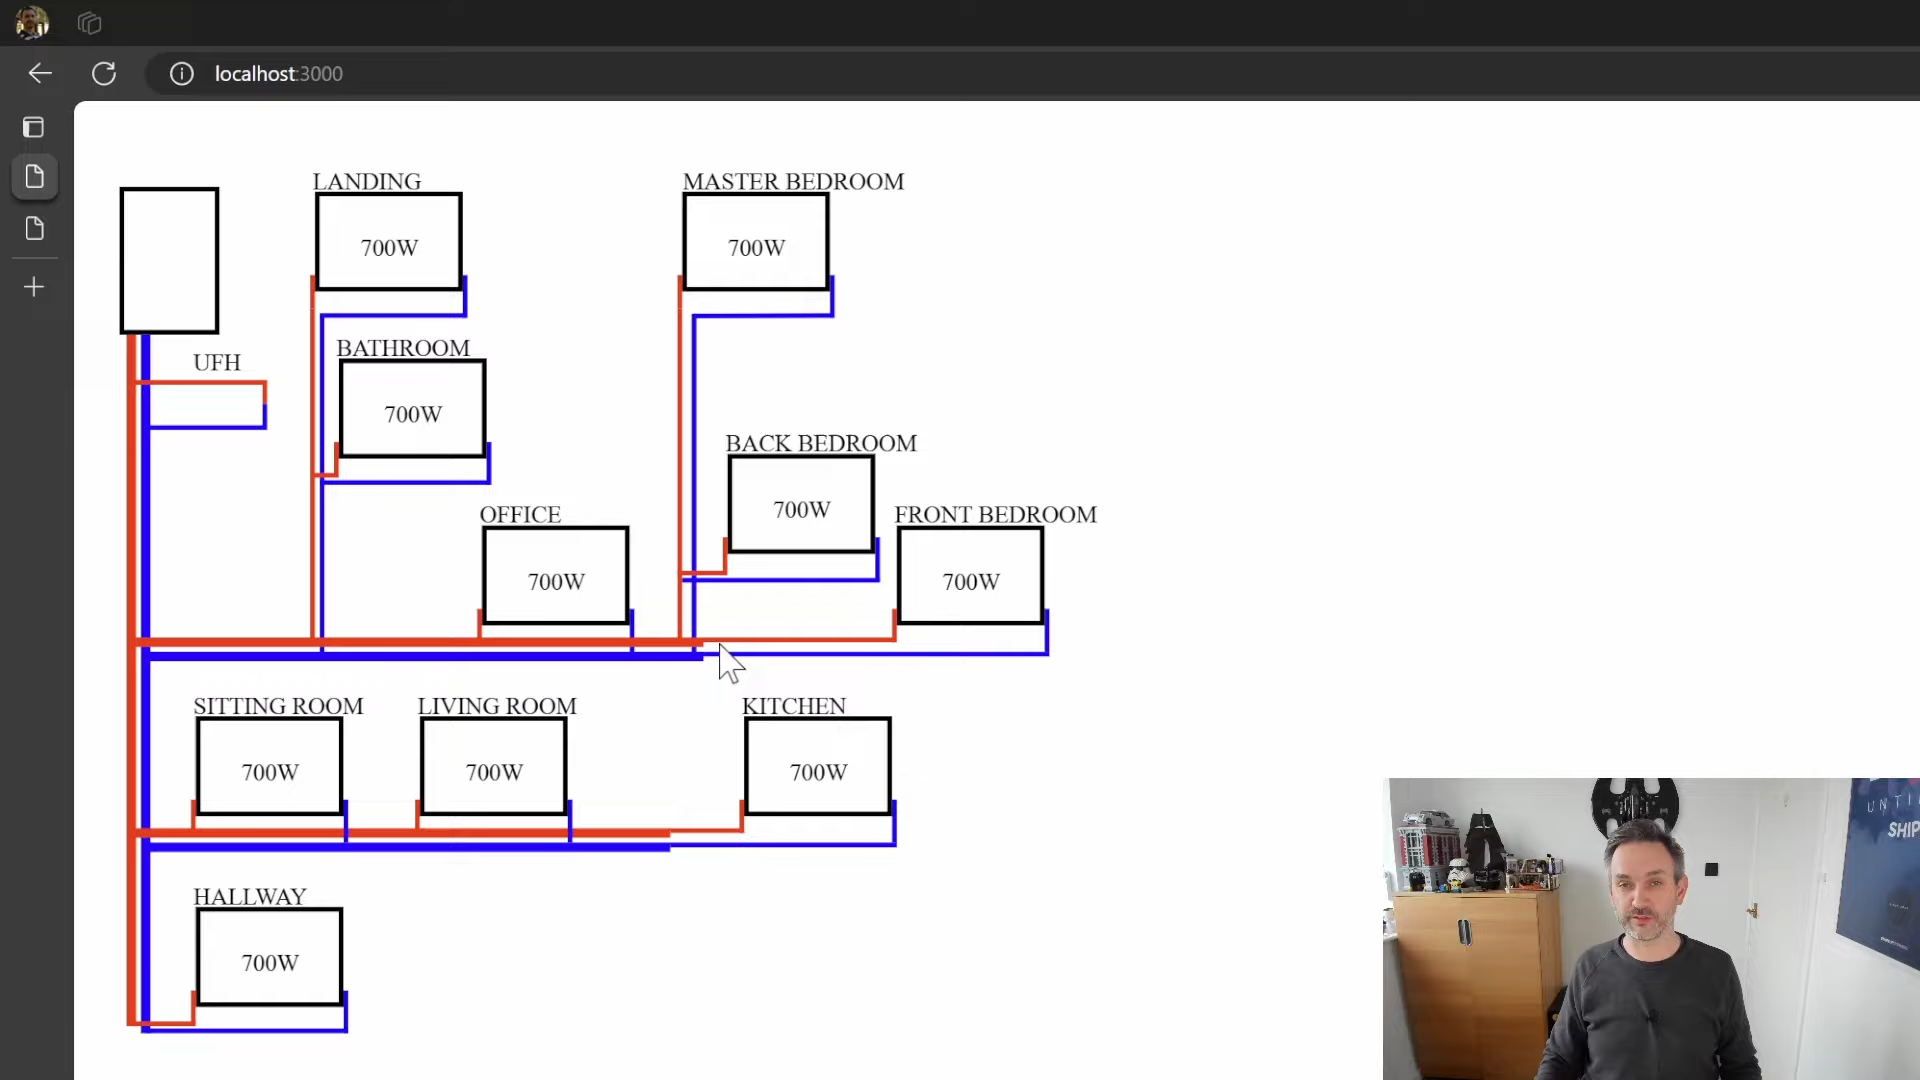 localhost:3000
LANDING
MASTER BEDROOM
700W
700W
BATHROOM
UFH
700W
BACK BEDROOM
700W
OFFICE
FRONT BEDROOM
700W
700W
SITTING ROOM
LIVING ROOM
KITCHEN
700W
700W
700W
HALLWAY
700W
SHIP